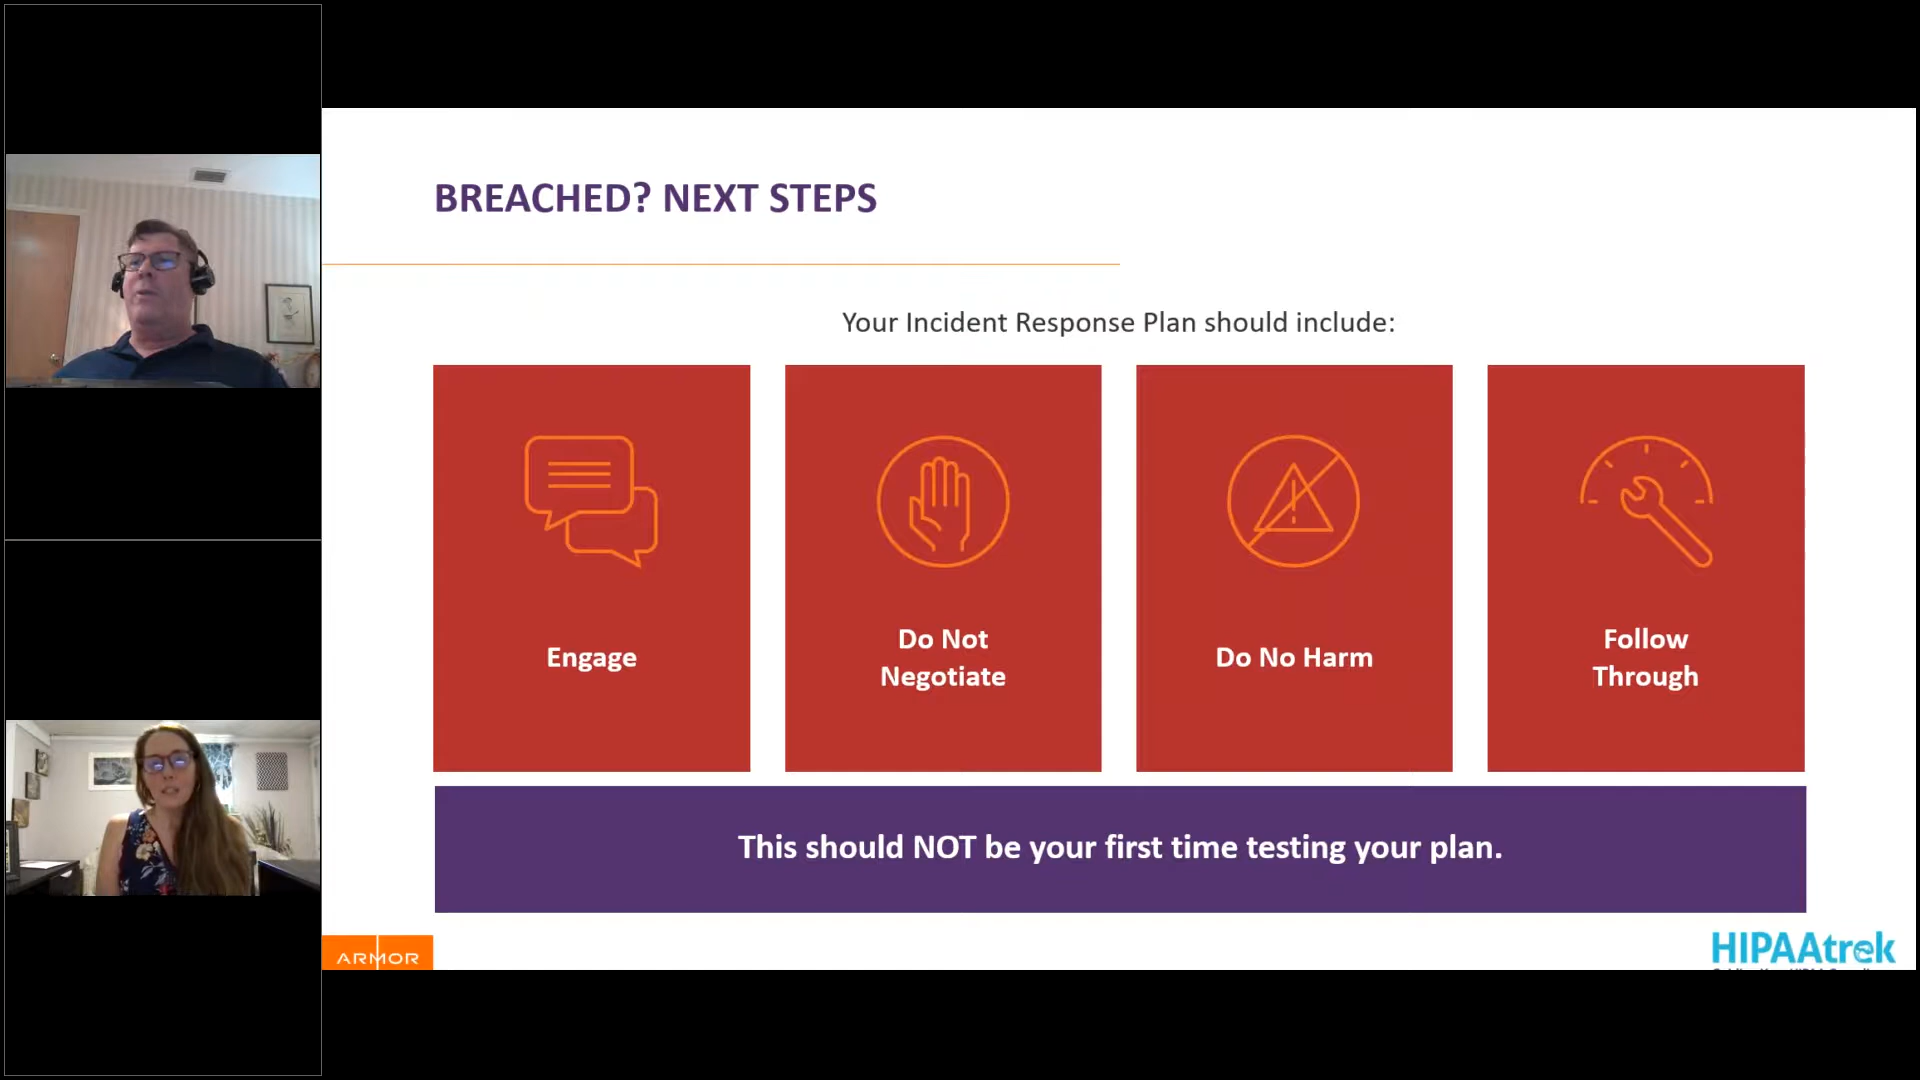 BREACHED? NEXT STEPS
Your Incident Response Plan should include:
Engage
Do Not
Negotiate
Do No Harm
Follow
Through
This should NOT be your first time testing your plan.
ARMOR
HIPAAtrek